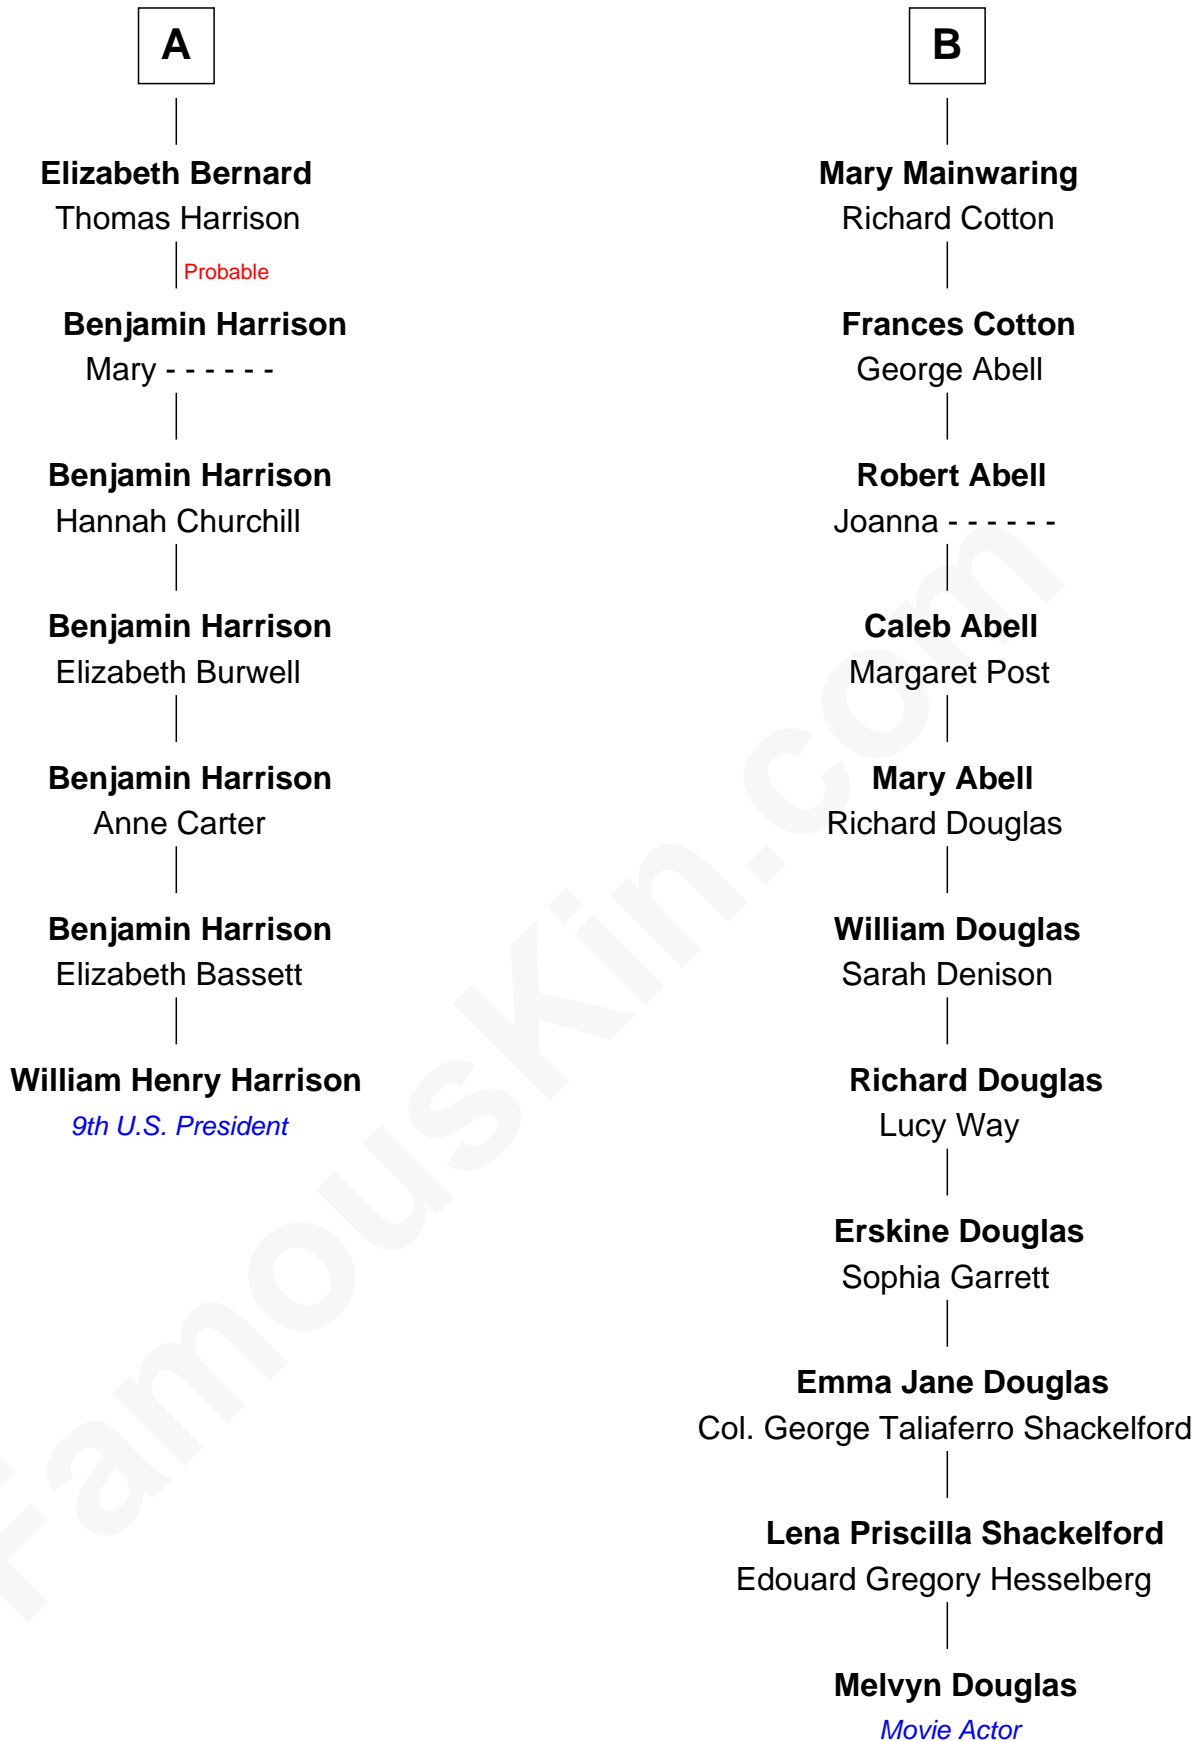 A
Elizabeth Bernard
Thomas Harrison
Probable
Benjamin Harrison
Mary - - - - - -
Benjamin Harrison
Hannah Churchill
Benjamin Harrison
Elizabeth Burwell
Benjamin Harrison
Anne Carter
Benjamin Harrison
Elizabeth Bassett
William Henry Harrison
9th U.S. President
B
Mary Mainwaring
Richard Cotton
Frances Cotton
George Abell
Robert Abell
Joanna - - - - - -
Caleb Abell
Margaret Post
Mary Abell
Richard Douglas
William Douglas
Sarah Denison
Richard Douglas
Lucy Way
Erskine Douglas
Sophia Garrett
Emma Jane Douglas
Col. George Taliaferro Shackelford
Lena Priscilla Shackelford
Edouard Gregory Hesselberg
Melvyn Douglas
Movie Actor
FamousKin.com